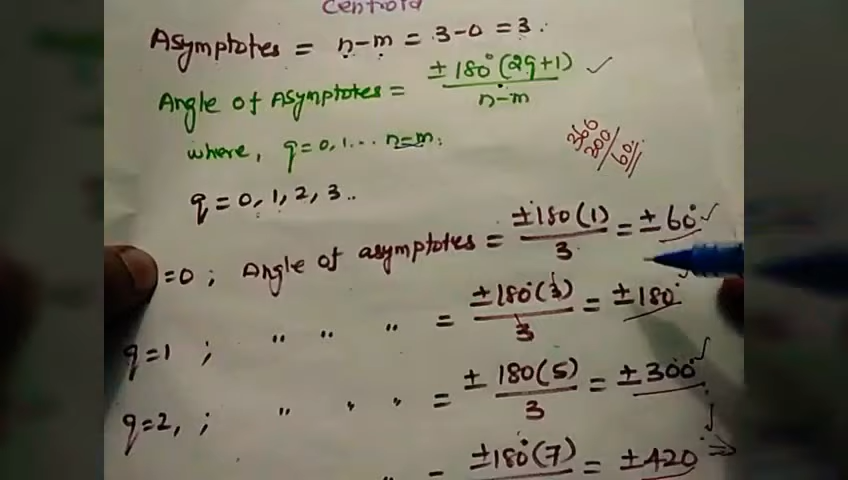 Centroid
Asymptotes = n-m = 3-0 = 3.
Angle of Asymptotes = ±180°(2q+1) / n-m ✓
where, q=0,1... n-m.
360
300/60
q=0,1,2,3..
=0; Angle of asymptotes = ±180(1) / 3 = ±60° ✓
q=1; " " " = ±180°(3) / 3 = ±180°
q=2,; " " " = ±180(5) / 3 = ±300° ✓
" = ±180°(7) = ±420° ⇒